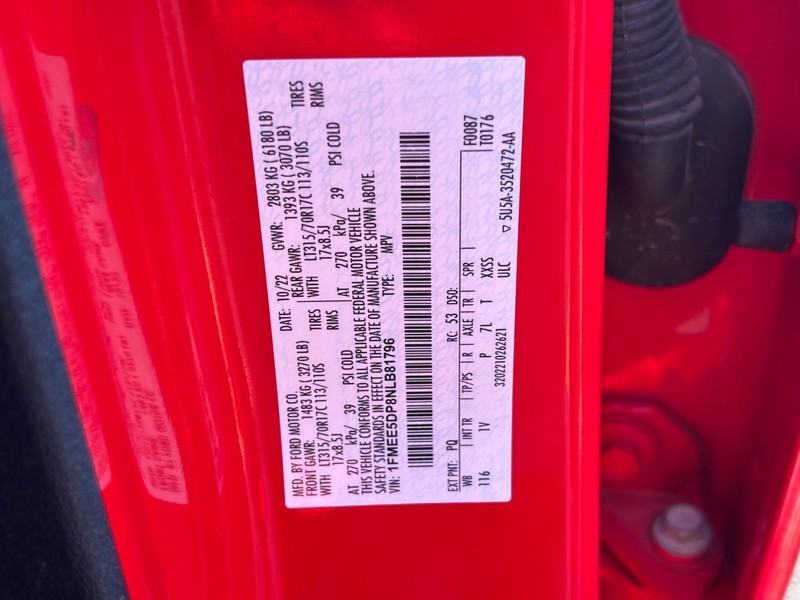 MFD. BY FORD MOTOR CO. DATE: 10/22 GVWR: 2803 KG ( 6180 LB)
FRONT GAWR: 1483 KG ( 3270 LB) REAR GAWR: 1393 KG ( 3070 LB)
WITH LT315/70R17C 113/110S TIRES WITH LT315/70R17C 113/110S TIRES
17x8.5J RIMS 17x8.5J RIMS
AT 270 kPa/ 39 PSI COLD AT 270 kPa/ 39 PSI COLD
THIS VEHICLE CONFORMS TO ALL APPLICABLE FEDERAL MOTOR VEHICLE
SAFETY STANDARDS IN EFFECT ON THE DATE OF MANUFACTURE SHOWN ABOVE.
VIN: 1FMEE5DP8NLB81796 TYPE: MPV
EXT PNT: PQ RC: 53 DSO: F0087
WB INT TR TP/PS R AXLE TR SPR T0176
116 1V P 7L T XXSS
3202210262621 ULC ▽ 5U5A-3520472-AA